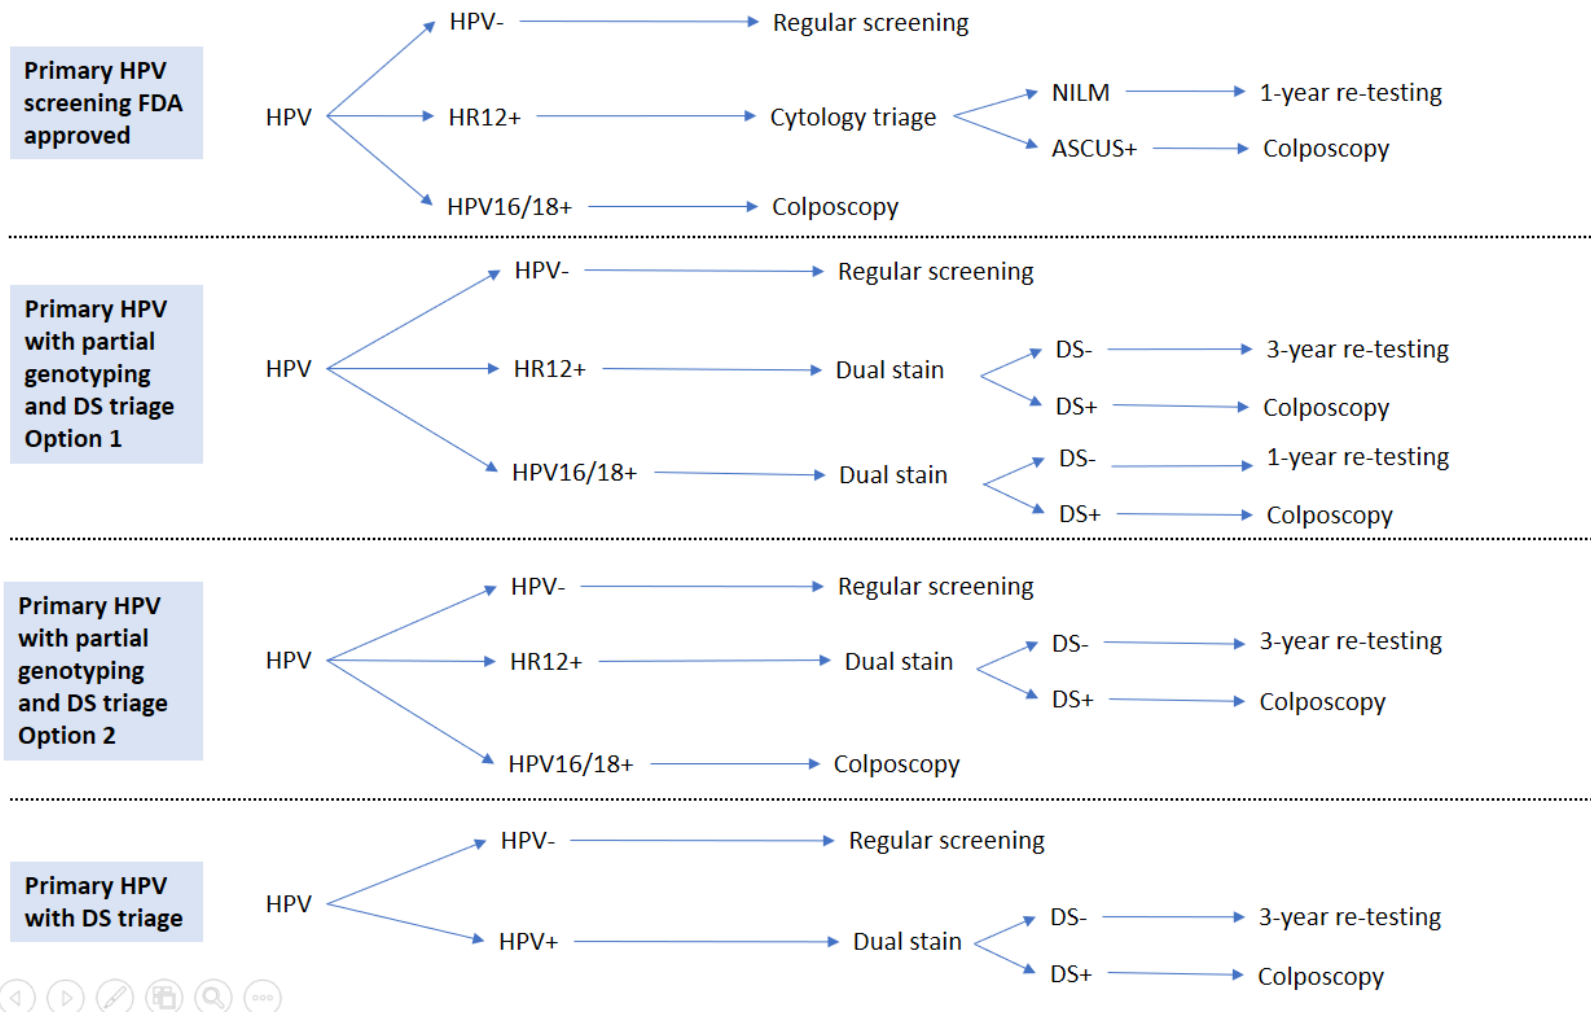 Primary HPV
screening FDA
approved
HPV
HPV-
Regular screening
HR12+
Cytology triage
NILM
1-year re-testing
ASCUS+
Colposcopy
HPV16/18+
Colposcopy
Primary HPV
with partial
genotyping
and DS triage
Option 1
HPV
HPV-
Regular screening
HR12+
Dual stain
DS-
3-year re-testing
DS+
Colposcopy
HPV16/18+
Dual stain
DS-
1-year re-testing
DS+
Colposcopy
Primary HPV
with partial
genotyping
and DS triage
Option 2
HPV
HPV-
Regular screening
HR12+
Dual stain
DS-
3-year re-testing
DS+
Colposcopy
HPV16/18+
Colposcopy
Primary HPV
with DS triage
HPV
HPV-
Regular screening
HPV+
Dual stain
DS-
3-year re-testing
DS+
Colposcopy